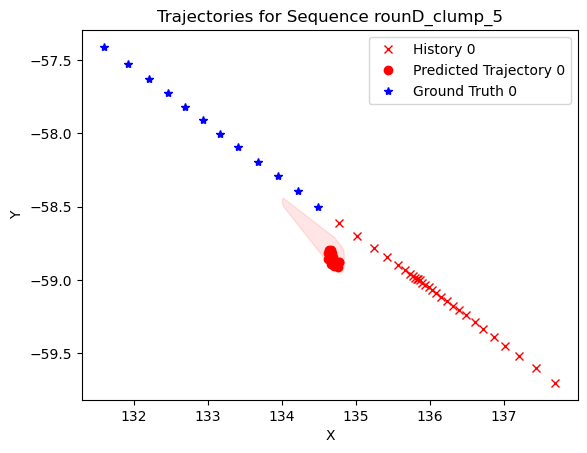 Trajectories for Sequence rounD_clump_5
History 0
Predicted Trajectory 0
Ground Truth 0
−57.5
−58.0
−58.5
−59.0
−59.5
Y
132 133 134 135 136 137
X